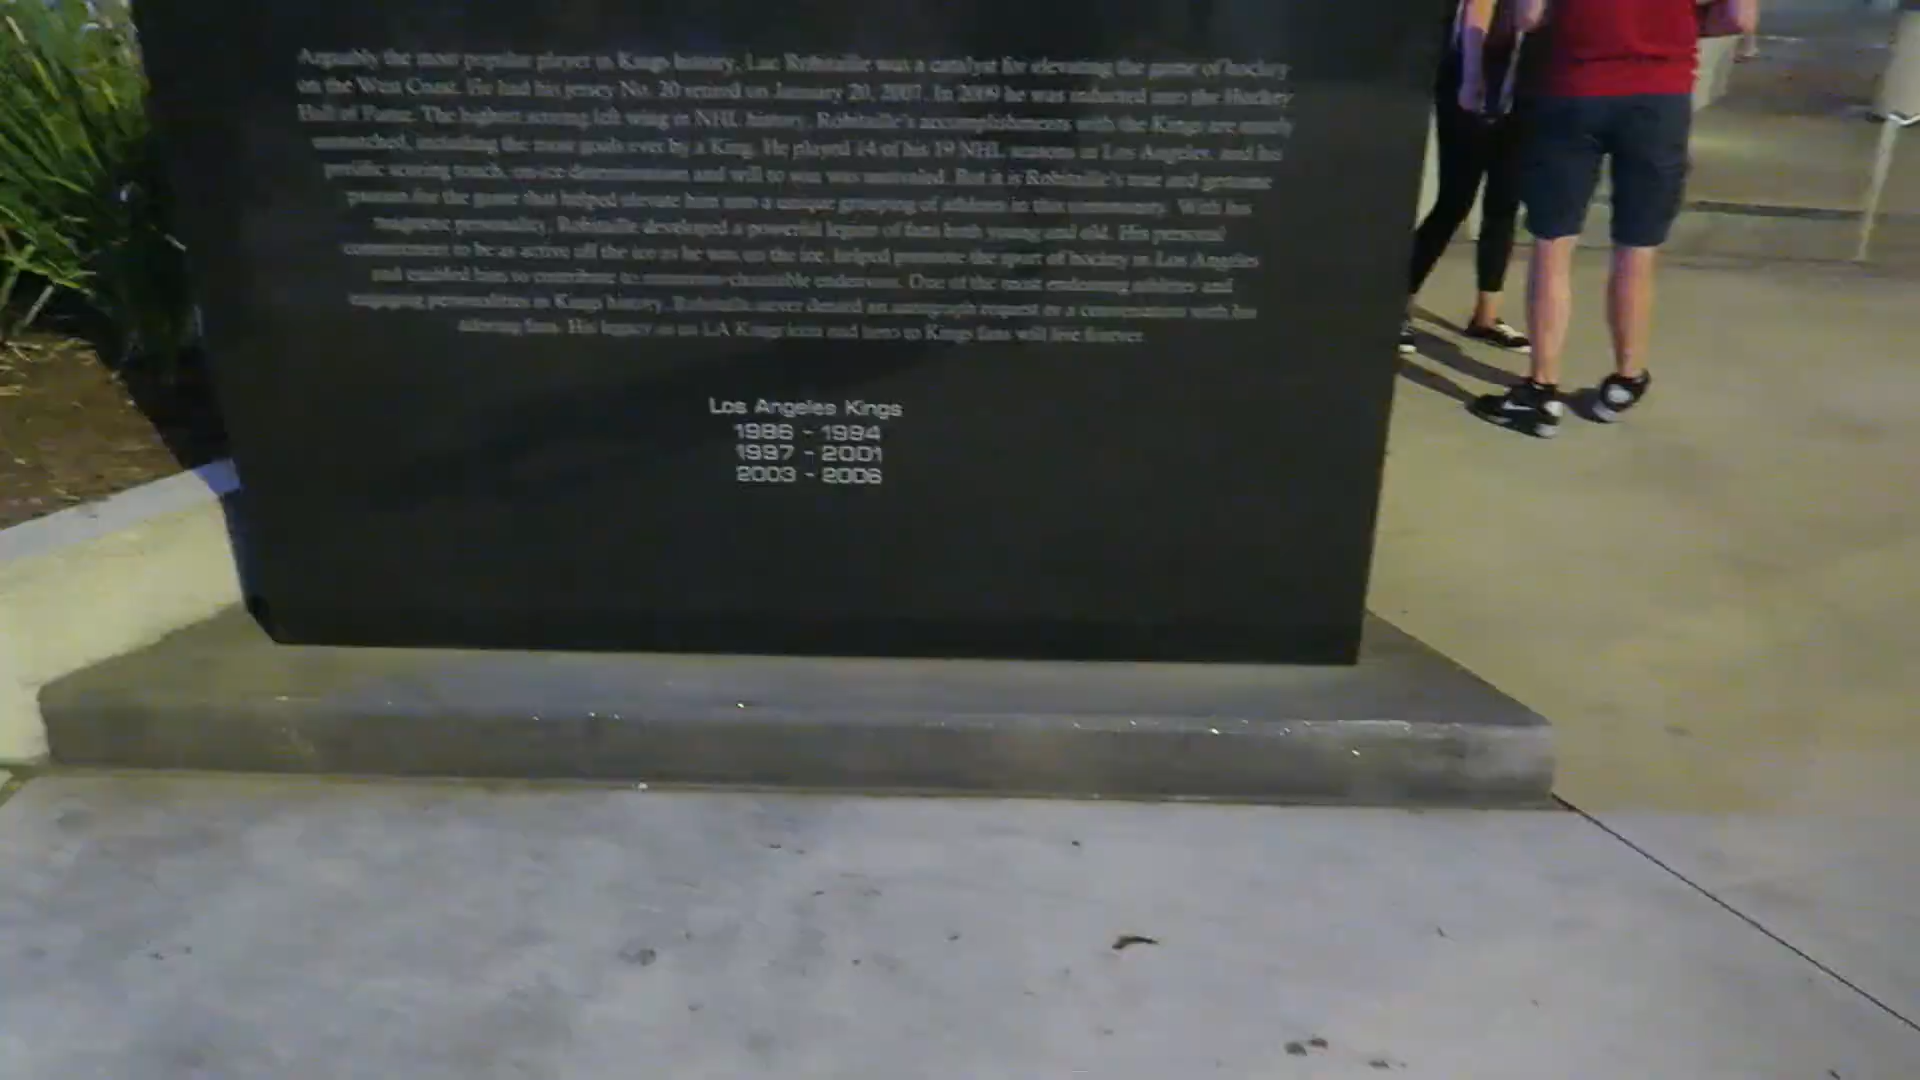 Arguably the most popular player in Kings history, Luc Robitaille was a catalyst for elevating the game of hockey
on the West Coast. He had his jersey No. 20 retired on January 20, 2007. In 2009 he was inducted into the Hockey
Hall of Fame. The highest scoring left wing in NHL history, Robitaille's accomplishments with the Kings are nearly
unmatched, including the most goals ever by a King. He played 14 of his 19 NHL seasons in Los Angeles, and his
prolific scoring touch, on-ice determination and will to win was unrivaled. But it is Robitaille's true and genuine
passion for the game that helped elevate him into a unique grouping of athletes in this community. With his
magnetic personality, Robitaille developed a powerful legion of fans both young and old. His personal
commitment to be as active off the ice as he was on the ice, helped promote the sport of hockey in Los Angeles
and enabled him to contribute to numerous charitable endeavors. One of the most endearing athletes and
engaging personalities in Kings history, Robitaille never denied an autograph request or a conversation with his
adoring fans. His legacy as an LA Kings icon and hero to Kings fans will live forever.
Los Angeles Kings
1986 - 1994
1997 - 2001
2003 - 2006